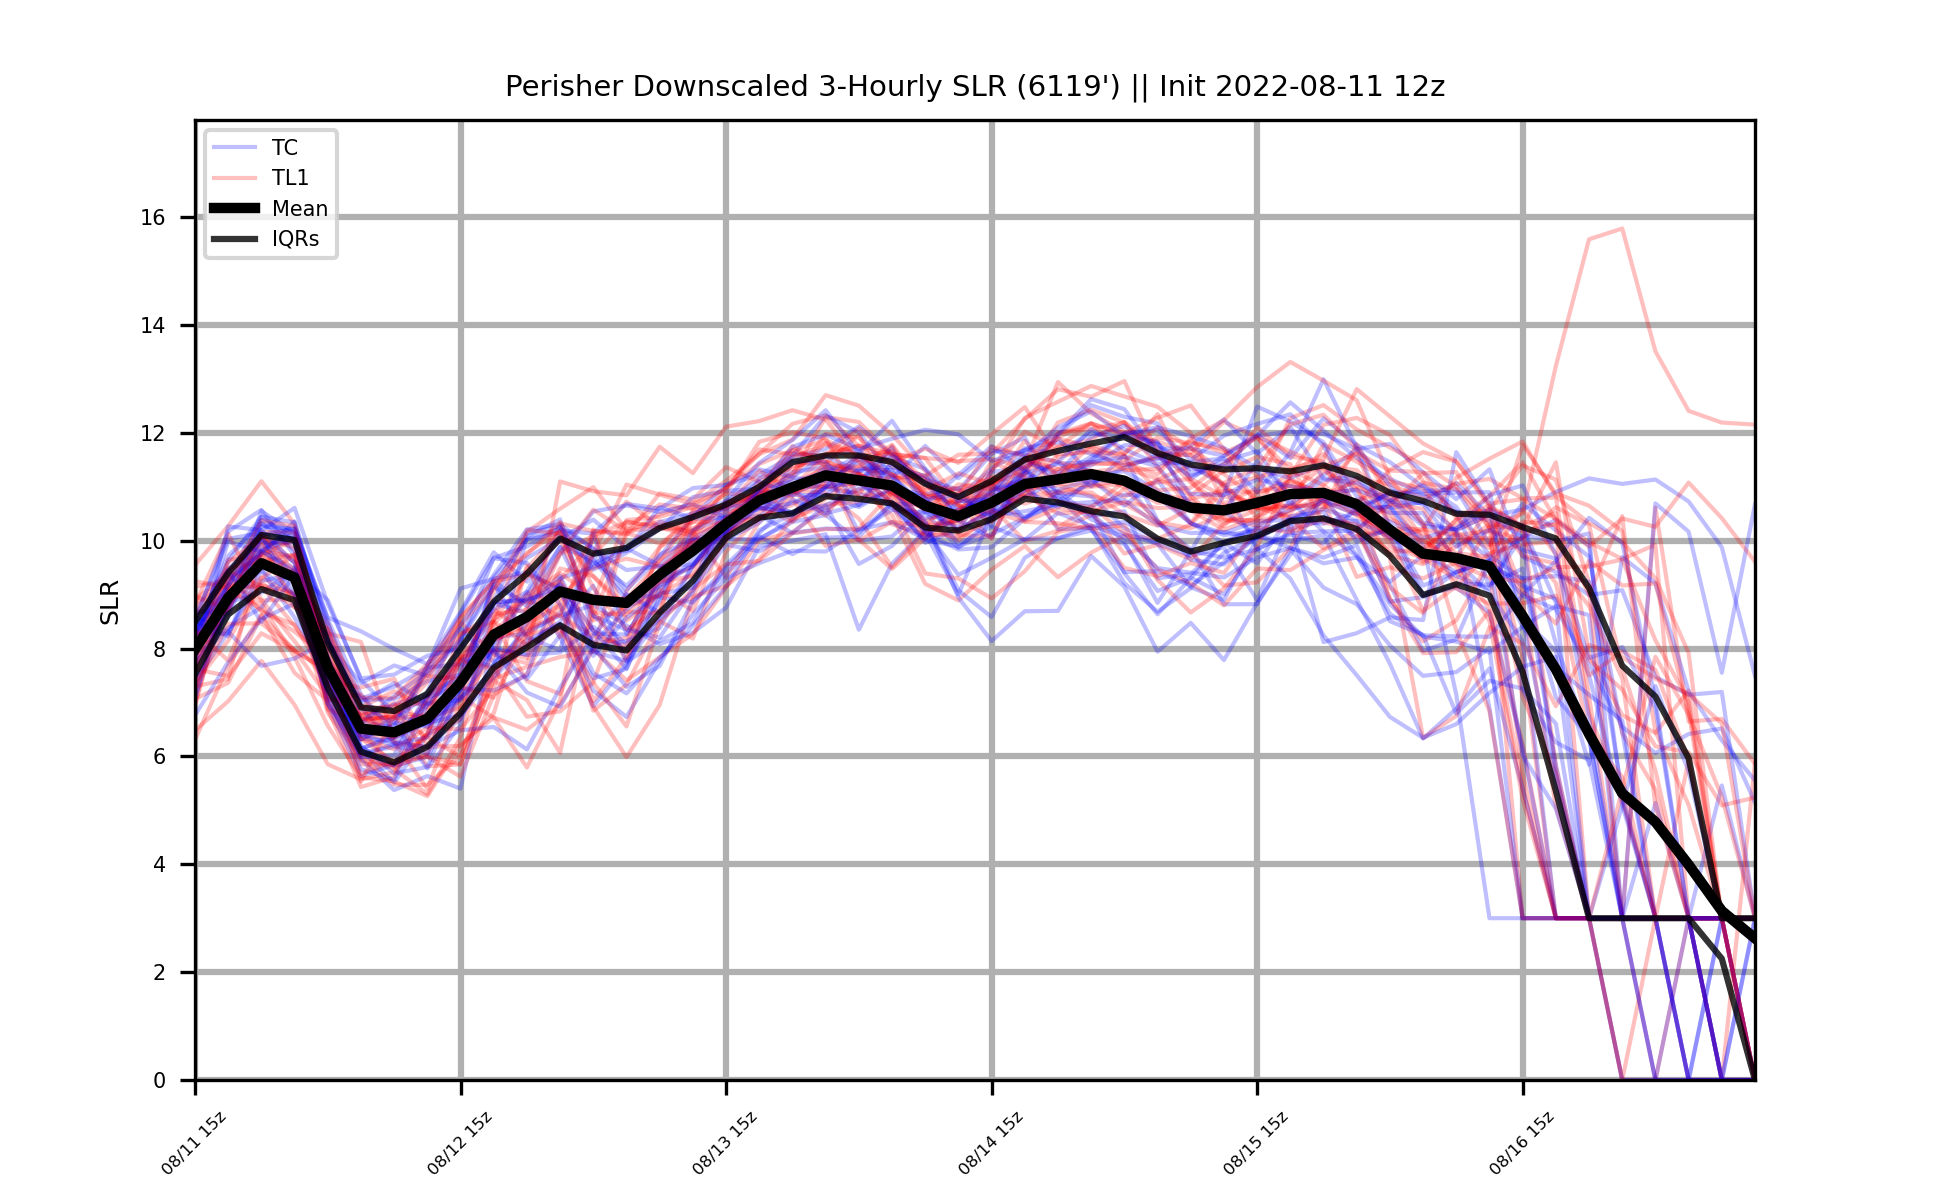 Perisher Downscaled 3-Hourly SLR (6119') || Init 2022-08-11 12z
TC
TL1
Mean
IQRs
SLR
16
14
12
10
8
6
4
2
0
08/11 15z
08/12 15z
08/13 15z
08/14 15z
08/15 15z
08/16 15z